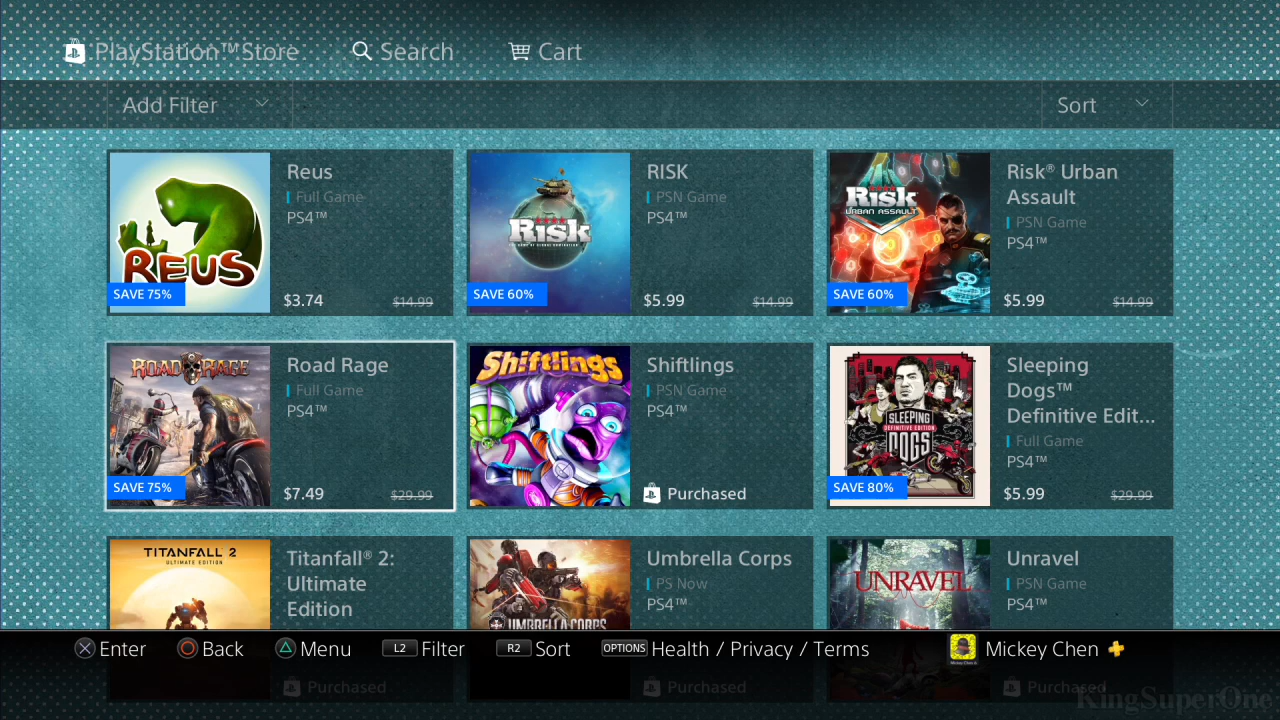 PlayStation™Store
Search
Cart
Add Filter
Sort
REUS
SAVE 75%
Reus
Full Game
PS4™
$3.74
$14.99
RISK
THE GAME OF GLOBAL DOMINATION
SAVE 60%
RISK
PSN Game
PS4™
$5.99
$14.99
RISK
URBAN ASSAULT
SAVE 60%
Risk® Urban
Assault
PSN Game
PS4™
$5.99
$14.99
ROAD RAGE
SAVE 75%
Road Rage
Full Game
PS4™
$7.49
$29.99
Shiftlings
Shiftlings
PSN Game
PS4™
Purchased
SLEEPING
DEFINITIVE EDITION
DOGS
SAVE 80%
Sleeping
Dogs™
Definitive Edit...
Full Game
PS4™
$5.99
$29.99
TITANFALL 2
ULTIMATE EDITION
Titanfall® 2:
Ultimate
Edition
UMBRELLA CORPS
Umbrella Corps
PS Now
PS4™
UNRAVEL
Unravel
PSN Game
PS4™
Enter
Back
Menu
L2 Filter
R2 Sort
OPTIONS Health / Privacy / Terms
Mickey Chen
Purchased
Purchased
Purchased
KingSuperOne